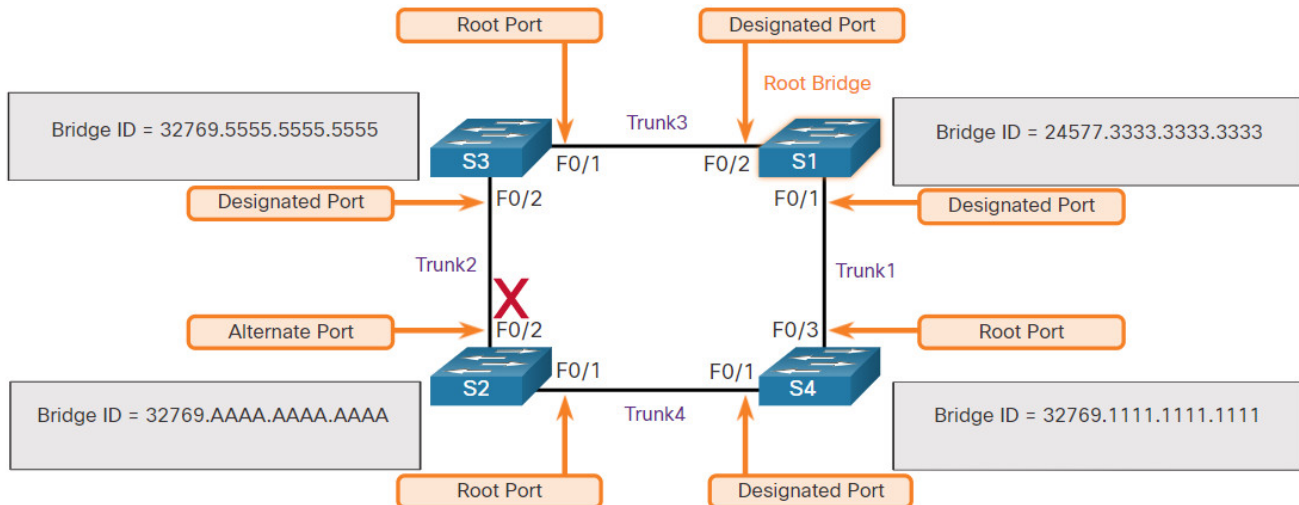 Root Port
Designated Port
Root Bridge
Bridge ID = 32769.5555.5555.5555
Trunk3
Bridge ID = 24577.3333.3333.3333
S3
F0/1
F0/2
S1
Designated Port
F0/2
F0/1
Designated Port
Trunk2
Trunk1
X
Alternate Port
F0/2
F0/3
Root Port
S2
F0/1
F0/1
S4
Bridge ID = 32769.AAAA.AAAA.AAAA
Trunk4
Bridge ID = 32769.1111.1111.1111
Root Port
Designated Port